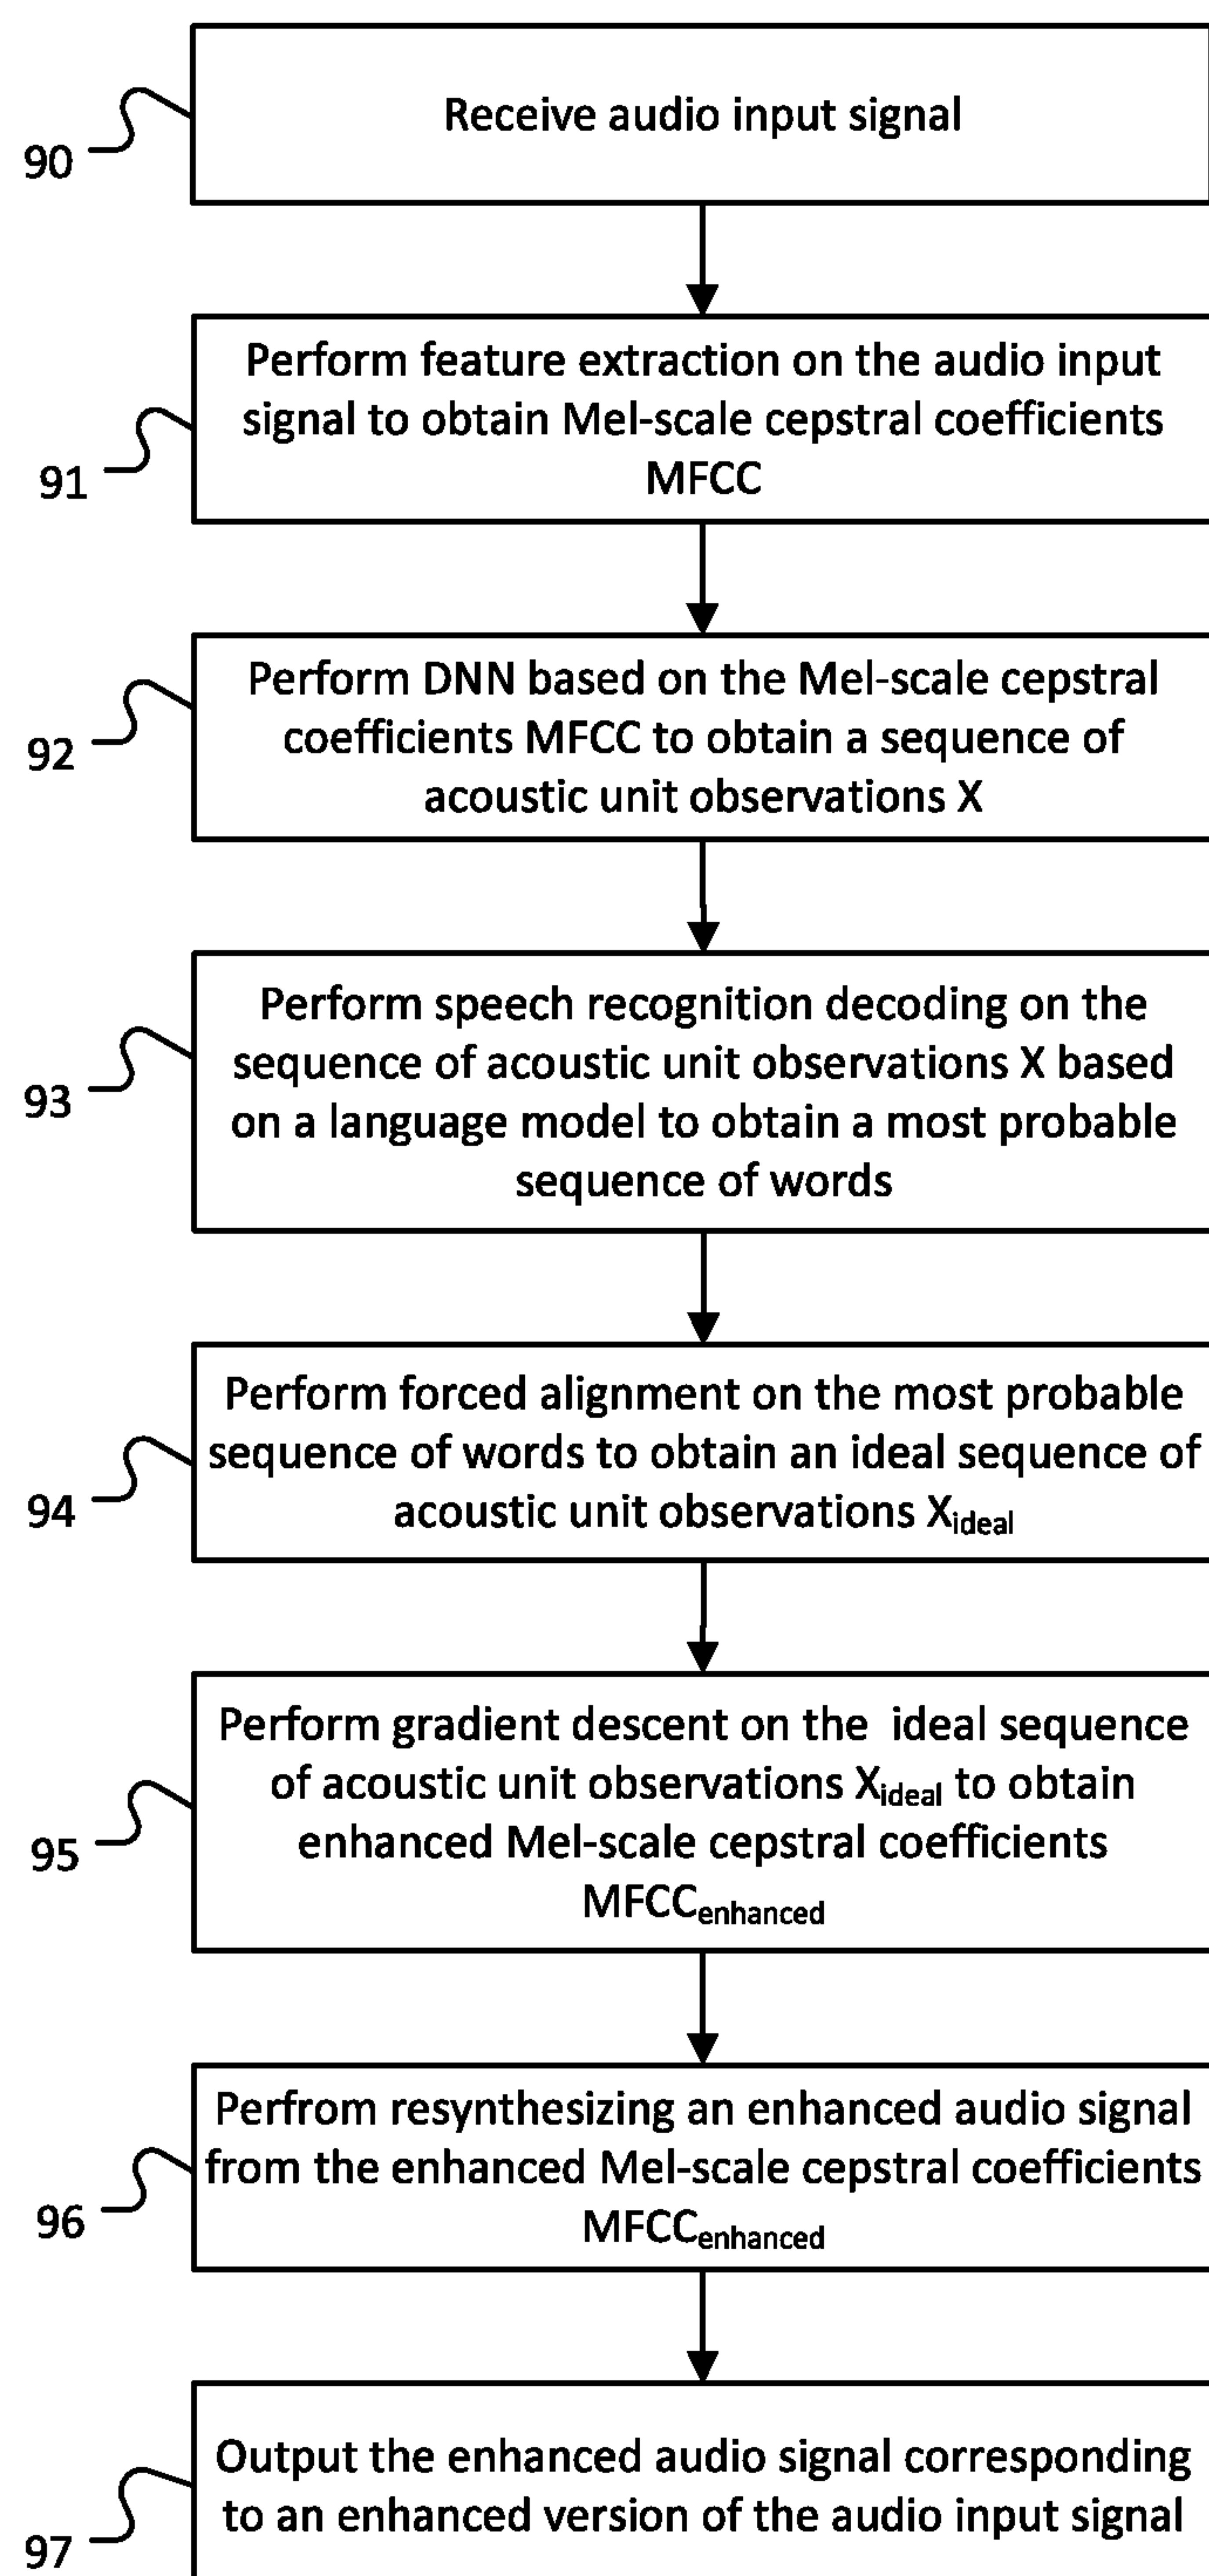 Receive audio input signal
90
Perform feature extraction on the audio input
signal to obtain Mel-scale cepstral coefficients
MFCC
91
Perform DNN based on the Mel-scale cepstral
coefficients MFCC to obtain a sequence of
acoustic unit observations X
92
Perform speech recognition decoding on the
sequence of acoustic unit observations X based
on a language model to obtain a most probable
sequence of words
93
Perform forced alignment on the most probable
sequence of words to obtain an ideal sequence of
acoustic unit observations Xideal
94
Perform gradient descent on the ideal sequence
of acoustic unit observations Xideal to obtain
enhanced Mel-scale cepstral coefficients
MFCCenhanced
95
Perfrom resynthesizing an enhanced audio signal
from the enhanced Mel-scale cepstral coefficients
MFCCenhanced
96
Output the enhanced audio signal corresponding
to an enhanced version of the audio input signal
97